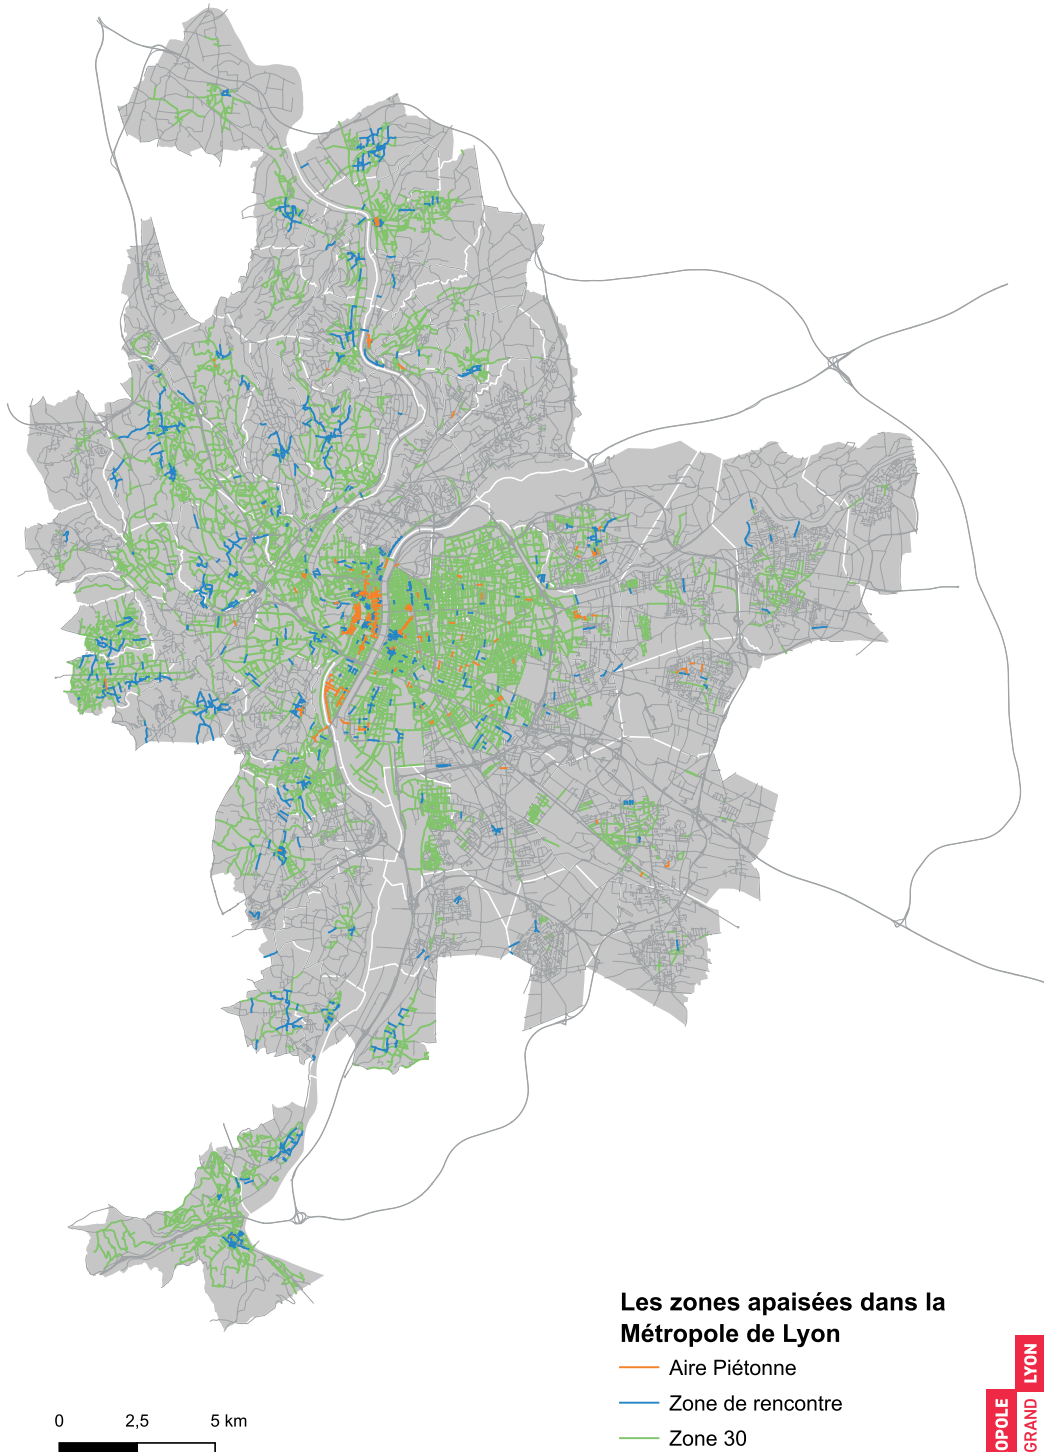 Les zones apaisées dans la
Métropole de Lyon
Aire Piétonne
Zone de rencontre
Zone 30
0 2,5 5 km
OPOLE
GRAND LYON